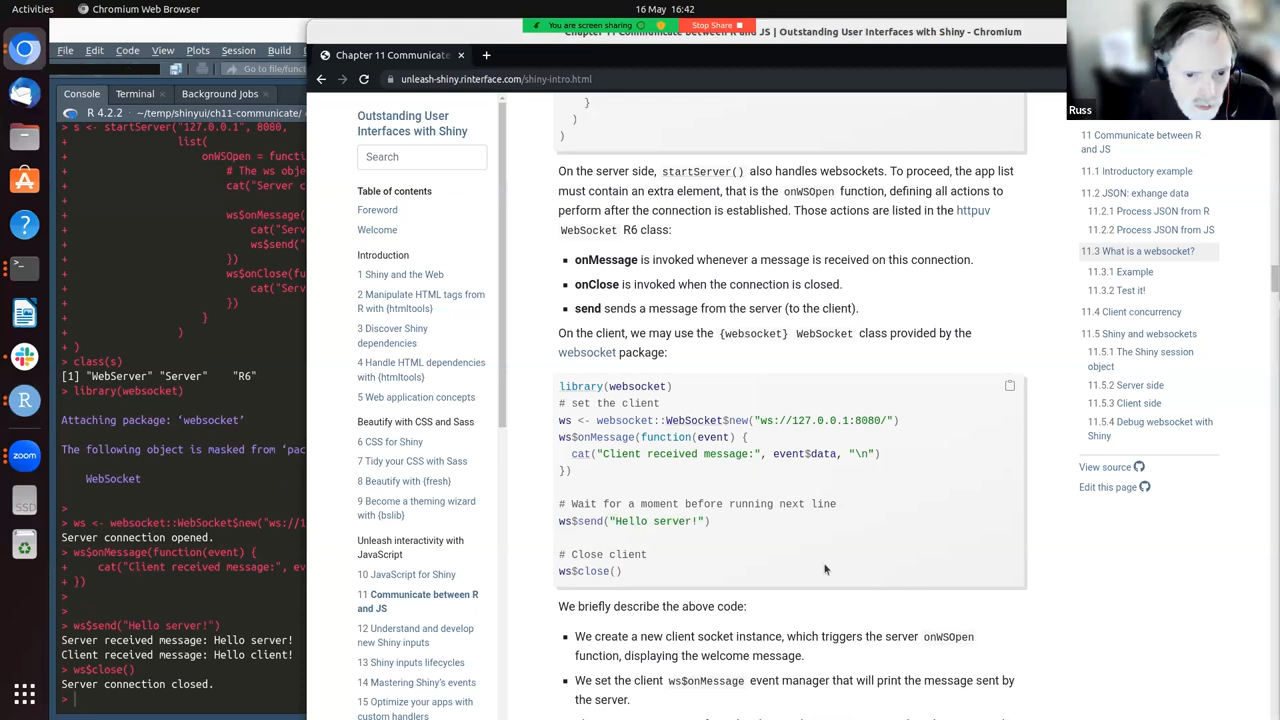 Activities
Chromium Web Browser
16 May 16:42
You are screen sharing
Stop Share
Chapter 11 Communicate between R and JS | Outstanding User Interfaces with Shiny - Chromium
File Edit Code View Plots Session Build
Go to file/func
Console Terminal Background Jobs
R 4.2.2 · ~/temp/shinyui/ch11-communicate/
> s <- startServer("127.0.0.1", 8080,
+ list(
+ onWSOpen = functi
+ # The ws obje
+ cat("Server c
+
+ ws$onMessage(
+ cat("Serv
+ ws$send("
+ })
+ ws$onClose(fu
+ cat("Serv
+ })
+ }
+ )
+ )
> class(s)
[1] "WebServer" "Server" "R6"
> library(websocket)
Attaching package: ‘websocket’
The following object is masked from ‘pac
WebSocket
>
> ws <- websocket::WebSocket$new("ws://1
Server connection opened.
> ws$onMessage(function(event) {
+ cat("Client received message:", ev
+ })
>
>
> ws$send("Hello server!")
Server received message: Hello server!
Client received message: Hello client!
> ws$close()
Server connection closed.
>
zoom
SSD
Chapter 11 Communicate
unleash-shiny.rinterface.com/shiny-intro.html
Outstanding User
Interfaces with Shiny
Search
Table of contents
Foreword
Welcome
Introduction
1 Shiny and the Web
2 Manipulate HTML tags from
R with {htmltools}
3 Discover Shiny
dependencies
4 Handle HTML dependencies
with {htmltools}
5 Web application concepts
Beautify with CSS and Sass
6 CSS for Shiny
7 Tidy your CSS with Sass
8 Beautify with {fresh}
9 Become a theming wizard
with {bslib}
Unleash interactivity with
JavaScript
10 JavaScript for Shiny
11 Communicate between R
and JS
12 Understand and develop
new Shiny inputs
13 Shiny inputs lifecycles
14 Mastering Shiny's events
15 Optimize your apps with
custom handlers
}
)
)
On the server side, startServer() also handles websockets. To proceed, the app list
must contain an extra element, that is the onWSOpen function, defining all actions to
perform after the connection is established. Those actions are listed in the httpuv
WebSocket R6 class:
onMessage is invoked whenever a message is received on this connection.
onClose is invoked when the connection is closed.
send sends a message from the server (to the client).
On the client, we may use the {websocket} WebSocket class provided by the
websocket package:
library(websocket)
# set the client
ws <- websocket::WebSocket$new("ws://127.0.0.1:8080/")
ws$onMessage(function(event) {
cat("Client received message:", event$data, "\n")
})
# Wait for a moment before running next line
ws$send("Hello server!")
# Close client
ws$close()
We briefly describe the above code:
We create a new client socket instance, which triggers the server onWSOpen
function, displaying the welcome message.
We set the client ws$onMessage event manager that will print the message sent by
the server.
Russ
11 Communicate between R
and JS
11.1 Introductory example
11.2 JSON: exhange data
11.2.1 Process JSON from R
11.2.2 Process JSON from JS
11.3 What is a websocket?
11.3.1 Example
11.3.2 Test it!
11.4 Client concurrency
11.5 Shiny and websockets
11.5.1 The Shiny session
object
11.5.2 Server side
11.5.3 Client side
11.5.4 Debug websocket with
Shiny
View source
Edit this page